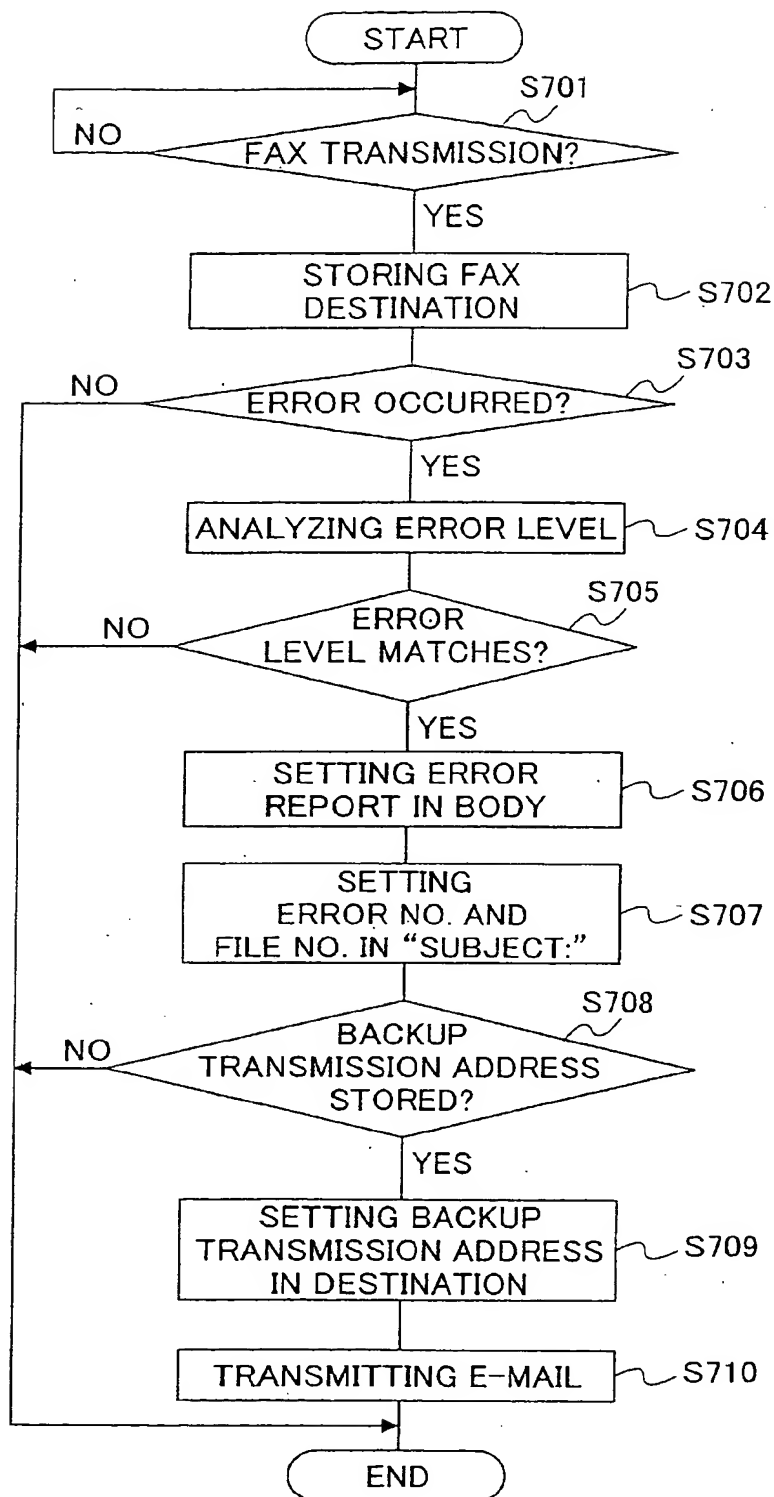 START
S701
NO
FAX TRANSMISSION?
YES
STORING FAX
DESTINATION
S702
S703
NO
ERROR OCCURRED?
YES
ANALYZING ERROR LEVEL
S704
S705
NO
ERROR
LEVEL MATCHES?
YES
SETTING ERROR
REPORT IN BODY
S706
SETTING
ERROR NO. AND
FILE NO. IN “SUBJECT:”
S707
S708
NO
BACKUP
TRANSMISSION ADDRESS
STORED?
YES
SETTING BACKUP
TRANSMISSION ADDRESS
IN DESTINATION
S709
TRANSMITTING E-MAIL
S710
END